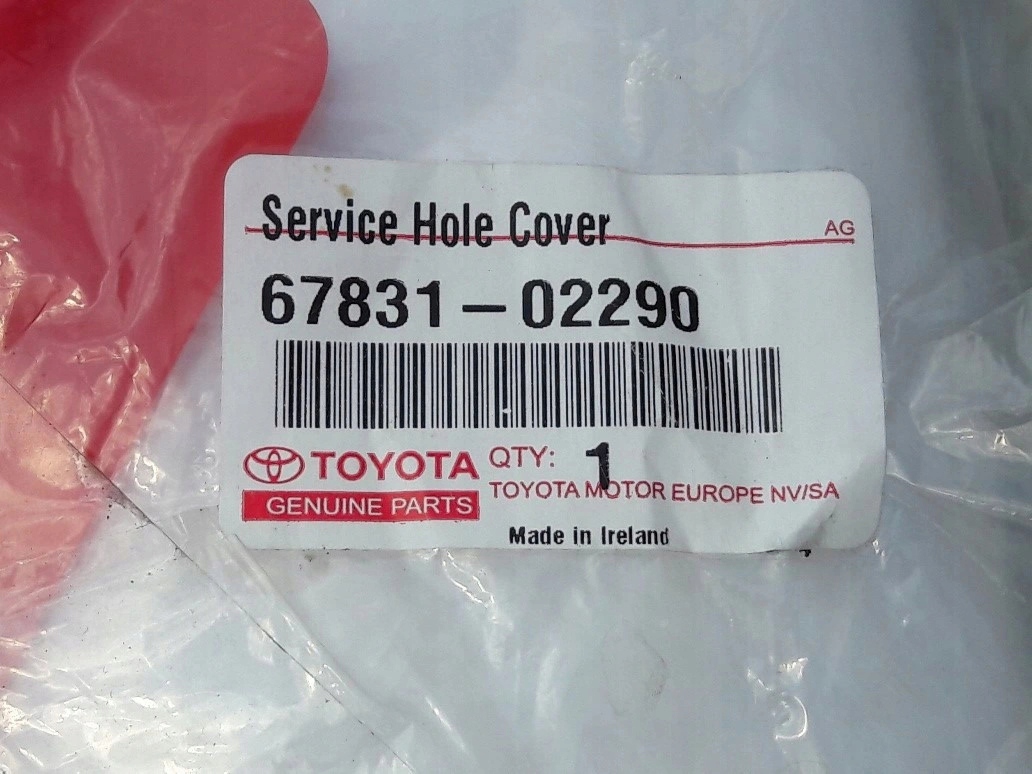 Service Hole Cover AG
67831-02290
TOYOTA QTY: 1
GENUINE PARTS TOYOTA MOTOR EUROPE NV/SA
Made in Ireland